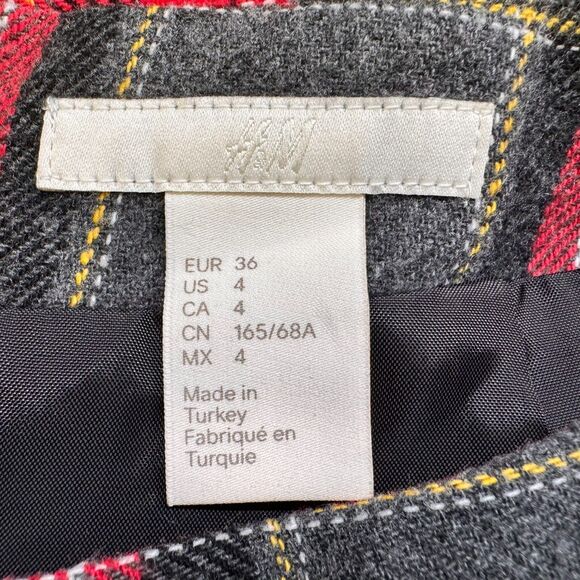 H&M
EUR 36
US 4
CA 4
CN 165/68A
MX 4
Made in
Turkey
Fabriqué en
Turquie